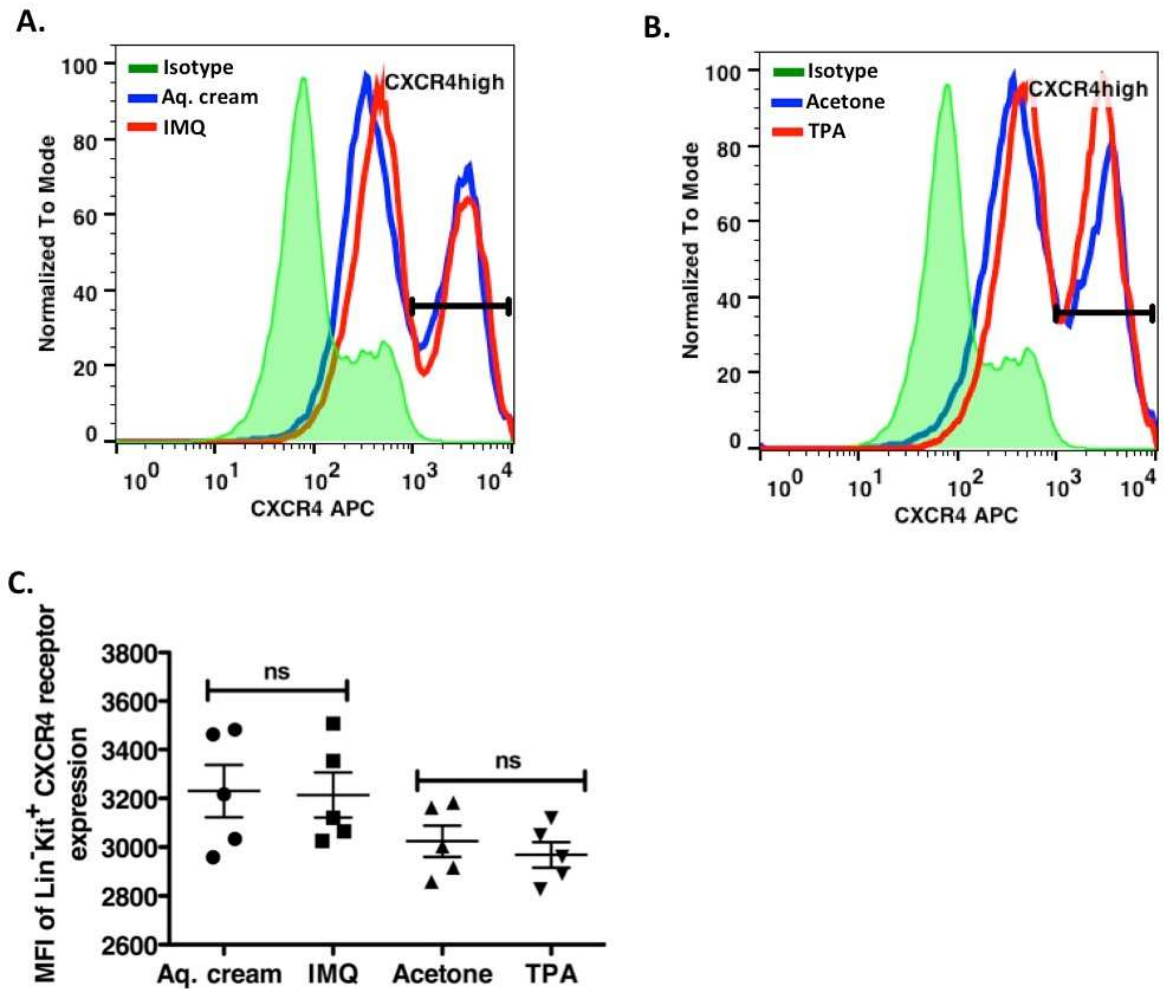 A.
Isotype
Aq. cream
IMQ
CXCR4high
100
80
60
40
20
0
Normalized To Mode
10^0 10^1 10^2 10^3 10^4
CXCR4 APC
B.
Isotype
Acetone
TPA
CXCR4high
100
80
60
40
20
0
Normalized To Mode
10^0 10^1 10^2 10^3 10^4
CXCR4 APC
C.
MFI of Lin^-Kit^+ CXCR4 receptor
expression
3800
3600
3400
3200
3000
2800
2600
ns
ns
Aq. cream IMQ Acetone TPA